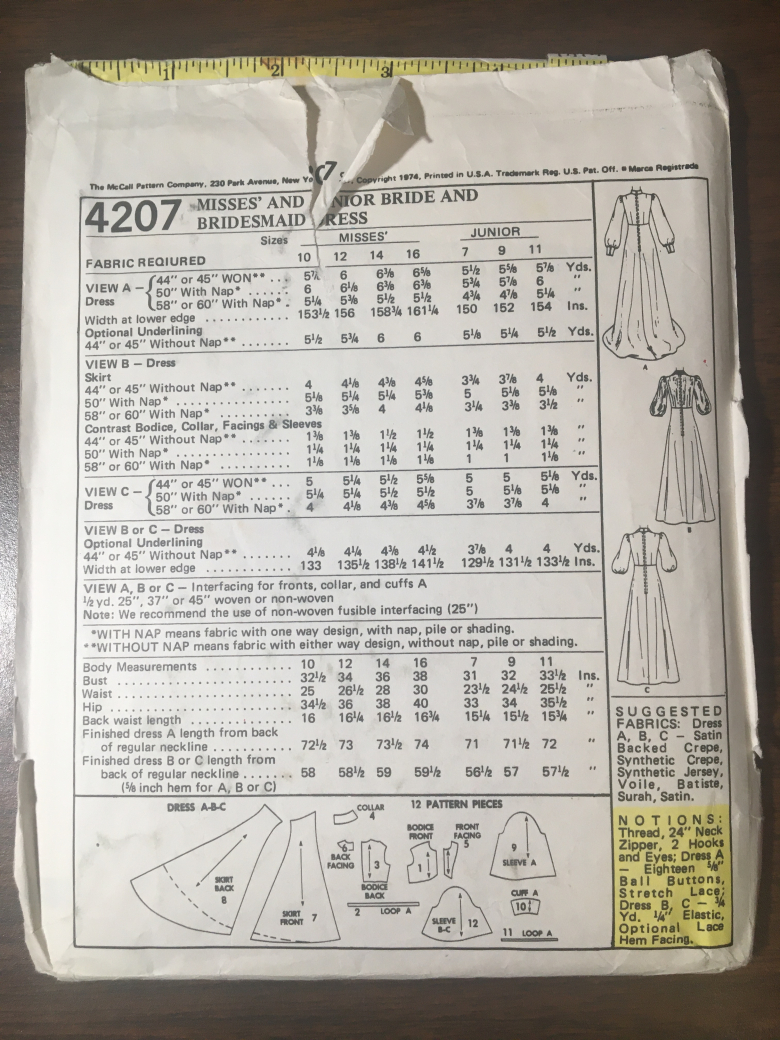 1 2 3
The McCall Pattern Company, 230 Park Avenue, New Yo Copyright 1974, Printed in U.S.A. Trademark Reg. U.S. Pat. Off. ■ Marca Registrada
4207 MISSES' AND NIOR BRIDE AND
BRIDESMAID DRESS
Sizes MISSES' JUNIOR
FABRIC REQIURED 10 12 14 16 7 9 11
VIEW A – Dress
44" or 45" WON** ... 5⅞ 6 6⅜ 6⅝ 5½ 5⅝ 5⅞ Yds.
50" With Nap* ...... 6 6⅛ 6⅜ 6⅜ 5¾ 5⅞ 6 "
58" or 60" With Nap* . 5¼ 5⅜ 5½ 5½ 4¾ 4⅞ 5¼ "
Width at lower edge ............ 153½ 156 158¾ 161¼ 150 152 154 Ins.
Optional Underlining
44" or 45" Without Nap** ....... 5½ 5¾ 6 6 5⅛ 5¼ 5½ Yds.
VIEW B – Dress
Skirt
44" or 45" Without Nap** ....... 4 4⅛ 4⅜ 4⅝ 3¾ 3⅞ 4 Yds.
50" With Nap* ................. 5⅛ 5¼ 5¼ 5⅜ 5 5⅛ 5⅛ "
58" or 60" With Nap* ........... 3⅜ 3⅝ 4 4⅛ 3¼ 3⅜ 3½ "
Contrast Bodice, Collar, Facings & Sleeves
44" or 45" Without Nap** ....... 1⅜ 1⅜ 1½ 1½ 1⅜ 1⅜ 1⅜ "
50" With Nap* ................. 1¼ 1¼ 1¼ 1¼ 1¼ 1¼ 1¼ "
58" or 60" With Nap* ........... 1⅛ 1⅛ 1⅛ 1⅛ 1 1 1⅛ "
VIEW C – Dress
44" or 45" WON** ... 5 5¼ 5½ 5⅝ 5 5 5⅛ Yds.
50" With Nap* ...... 5¼ 5¼ 5½ 5½ 5 5⅛ 5⅛ "
58" or 60" With Nap* . 4 4⅛ 4⅜ 4⅝ 3⅞ 3⅞ 4 "
VIEW B or C – Dress
Optional Underlining
44" or 45" Without Nap** ....... 4⅛ 4¼ 4⅜ 4½ 3⅞ 4 4 Yds.
Width at lower edge ............ 133 135½ 138½ 141½ 129½ 131½ 133½ Ins.
VIEW A, B or C – Interfacing for fronts, collar, and cuffs A
½ yd. 25", 37" or 45" woven or non-woven
Note: We recommend the use of non-woven fusible interfacing (25")
*WITH NAP means fabric with one way design, with nap, pile or shading.
**WITHOUT NAP means fabric with either way design, without nap, pile or shading.
Body Measurements ............ 10 12 14 16 7 9 11
Bust ......................... 32½ 34 36 38 31 32 33½ Ins.
Waist ........................ 25 26½ 28 30 23½ 24½ 25½ "
Hip .......................... 34½ 36 38 40 33 34 35½ "
Back waist length ............. 16 16¼ 16½ 16¾ 15¼ 15½ 15¾ "
Finished dress A length from back
of regular neckline ........... 72½ 73 73½ 74 71 71½ 72 "
Finished dress B or C length from
back of regular neckline ....... 58 58½ 59 59½ 56½ 57 57½ "
(⅝ inch hem for A, B or C)
A
B
C
SUGGESTED
FABRICS: Dress
A, B, C – Satin
Backed Crepe,
Synthetic Crepe,
Synthetic Jersey,
Voile, Batiste,
Surah, Satin.
NOTIONS:
Thread, 24" Neck
Zipper, 2 Hooks
and Eyes; Dress A
– Eighteen ⅝"
Ball Buttons,
Stretch Lace;
Dress B, C – ¾
Yd. ¼" Elastic,
Optional Lace
Hem Facing.
DRESS A-B-C
12 PATTERN PIECES
SKIRT BACK 8
SKIRT FRONT 7
COLLAR 4
6 BACK FACING
3 BODICE BACK
2 LOOP A
BODICE FRONT 1
FRONT FACING 5
9 SLEEVE A
SLEEVE B-C 12
CUFF A 10
11 LOOP A